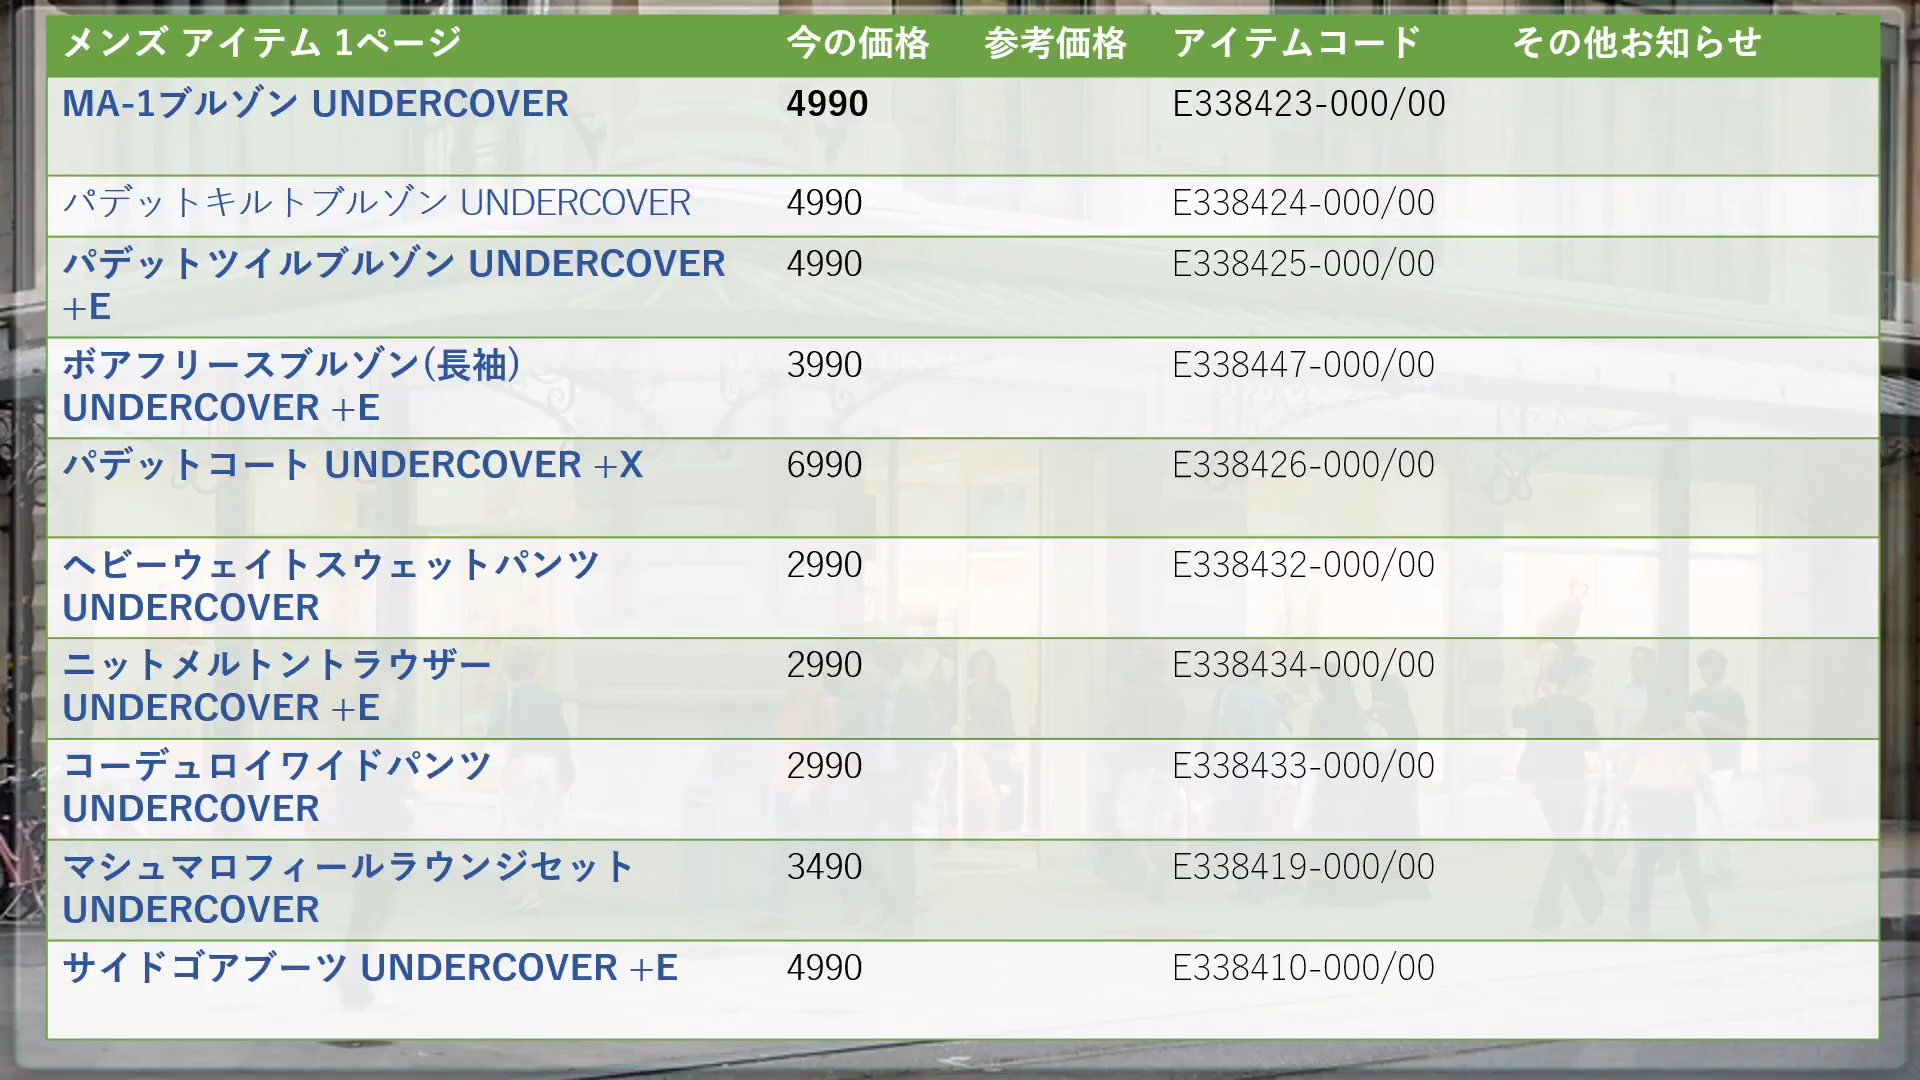 メンズ アイテム 1ページ 今の価格 参考価格 アイテムコード その他お知らせ
MA-1ブルゾン UNDERCOVER 4990 E338423-000/00
パデットキルトブルゾン UNDERCOVER 4990 E338424-000/00
パデットツイルブルゾン UNDERCOVER 4990 E338425-000/00
+E
ボアフリースブルゾン(長袖) 3990 E338447-000/00
UNDERCOVER +E
パデットコート UNDERCOVER +X 6990 E338426-000/00
ヘビーウェイトスウェットパンツ 2990 E338432-000/00
UNDERCOVER
ニットメルトントラウザー 2990 E338434-000/00
UNDERCOVER +E
コーデュロイワイドパンツ 2990 E338433-000/00
UNDERCOVER
マシュマロフィールラウンジセット 3490 E338419-000/00
UNDERCOVER
サイドゴアブーツ UNDERCOVER +E 4990 E338410-000/00